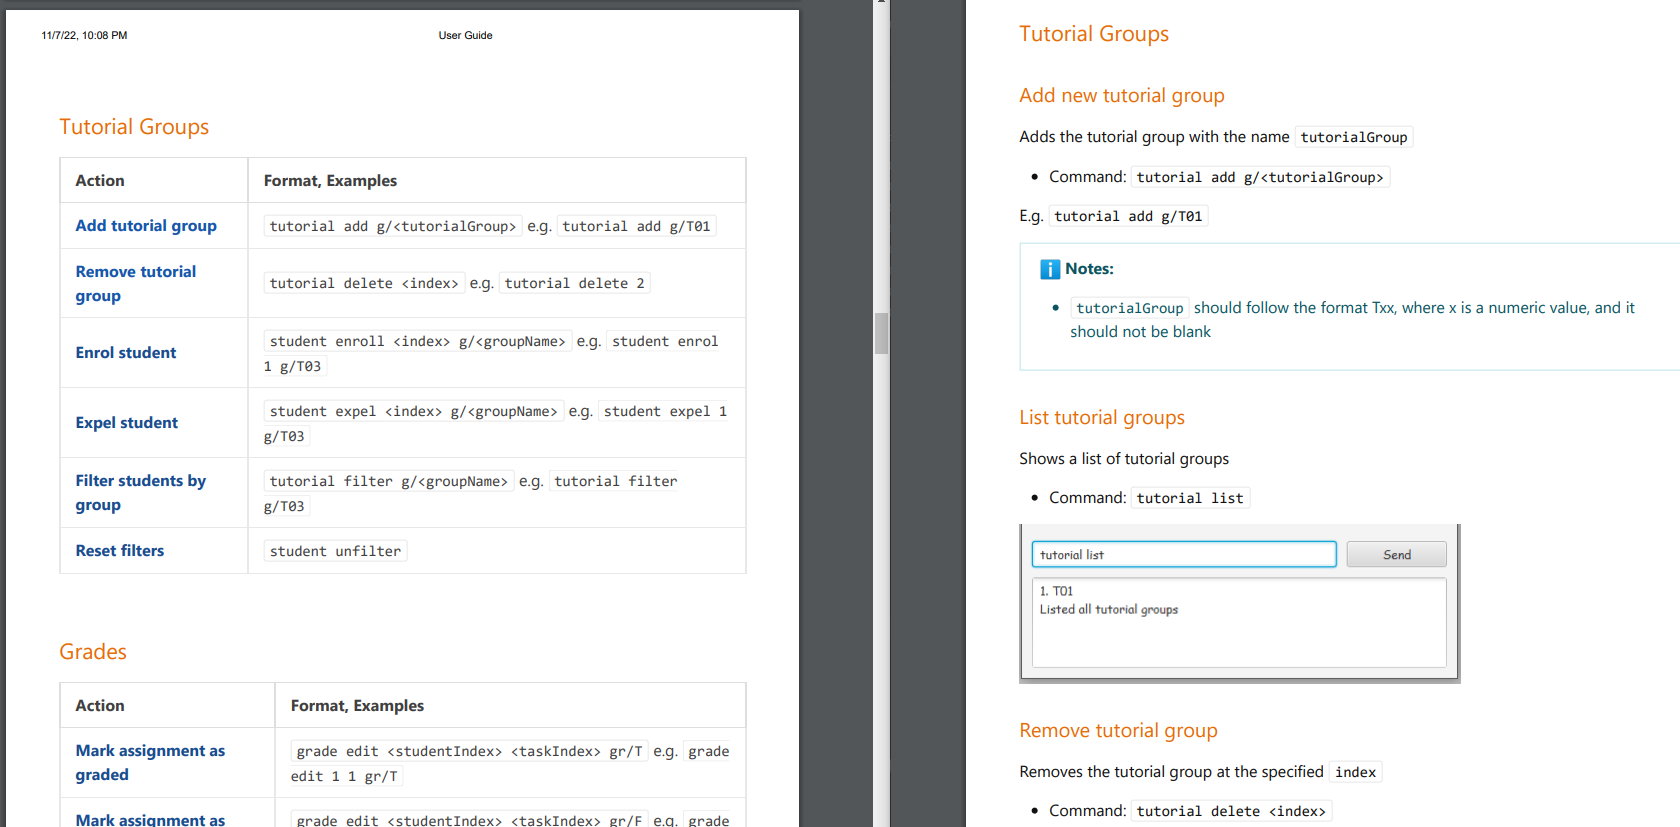 11/7/22, 10:08 PM
User Guide
Tutorial Groups
Action
Format, Examples
Add tutorial group
tutorial add g/<tutorialGroup> e.g. tutorial add g/T01
Remove tutorial
group
tutorial delete <index> e.g. tutorial delete 2
Enrol student
student enroll <index> g/<groupName> e.g. student enrol
1 g/T03
Expel student
student expel <index> g/<groupName> e.g. student expel 1
g/T03
Filter students by
group
tutorial filter g/<groupName> e.g. tutorial filter
g/T03
Reset filters
student unfilter
Grades
Action
Format, Examples
Mark assignment as
graded
grade edit <studentIndex> <taskIndex> gr/T e.g. grade
edit 1 1 gr/T
Mark assignment as
grade edit <studentIndex> <taskIndex> gr/F e.g. grade
Tutorial Groups
Add new tutorial group
Adds the tutorial group with the name tutorialGroup
• Command: tutorial add g/<tutorialGroup>
E.g. tutorial add g/T01
Notes:
• tutorialGroup should follow the format Txx, where x is a numeric value, and it
should not be blank
List tutorial groups
Shows a list of tutorial groups
• Command: tutorial list
tutorial list
Send
1. T01
Listed all tutorial groups
Remove tutorial group
Removes the tutorial group at the specified index
• Command: tutorial delete <index>